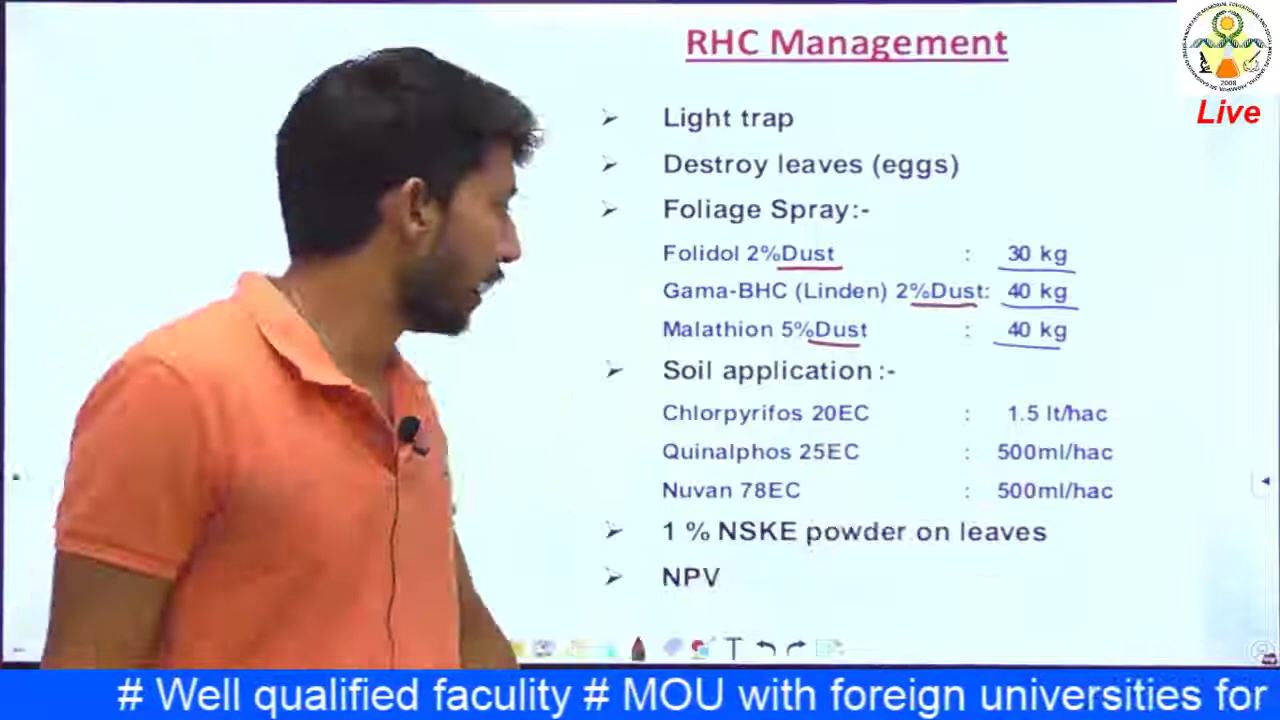 RHC Management
Live
➢ Light trap
➢ Destroy leaves (eggs)
➢ Foliage Spray:-
Folidol 2%Dust : 30 kg
Gama-BHC (Linden) 2%Dust: 40 kg
Malathion 5%Dust : 40 kg
➢ Soil application :-
Chlorpyrifos 20EC : 1.5 lt/hac
Quinalphos 25EC : 500ml/hac
Nuvan 78EC : 500ml/hac
➢ 1 % NSKE powder on leaves
➢ NPV
# Well qualified faculity # MOU with foreign universities for
2008